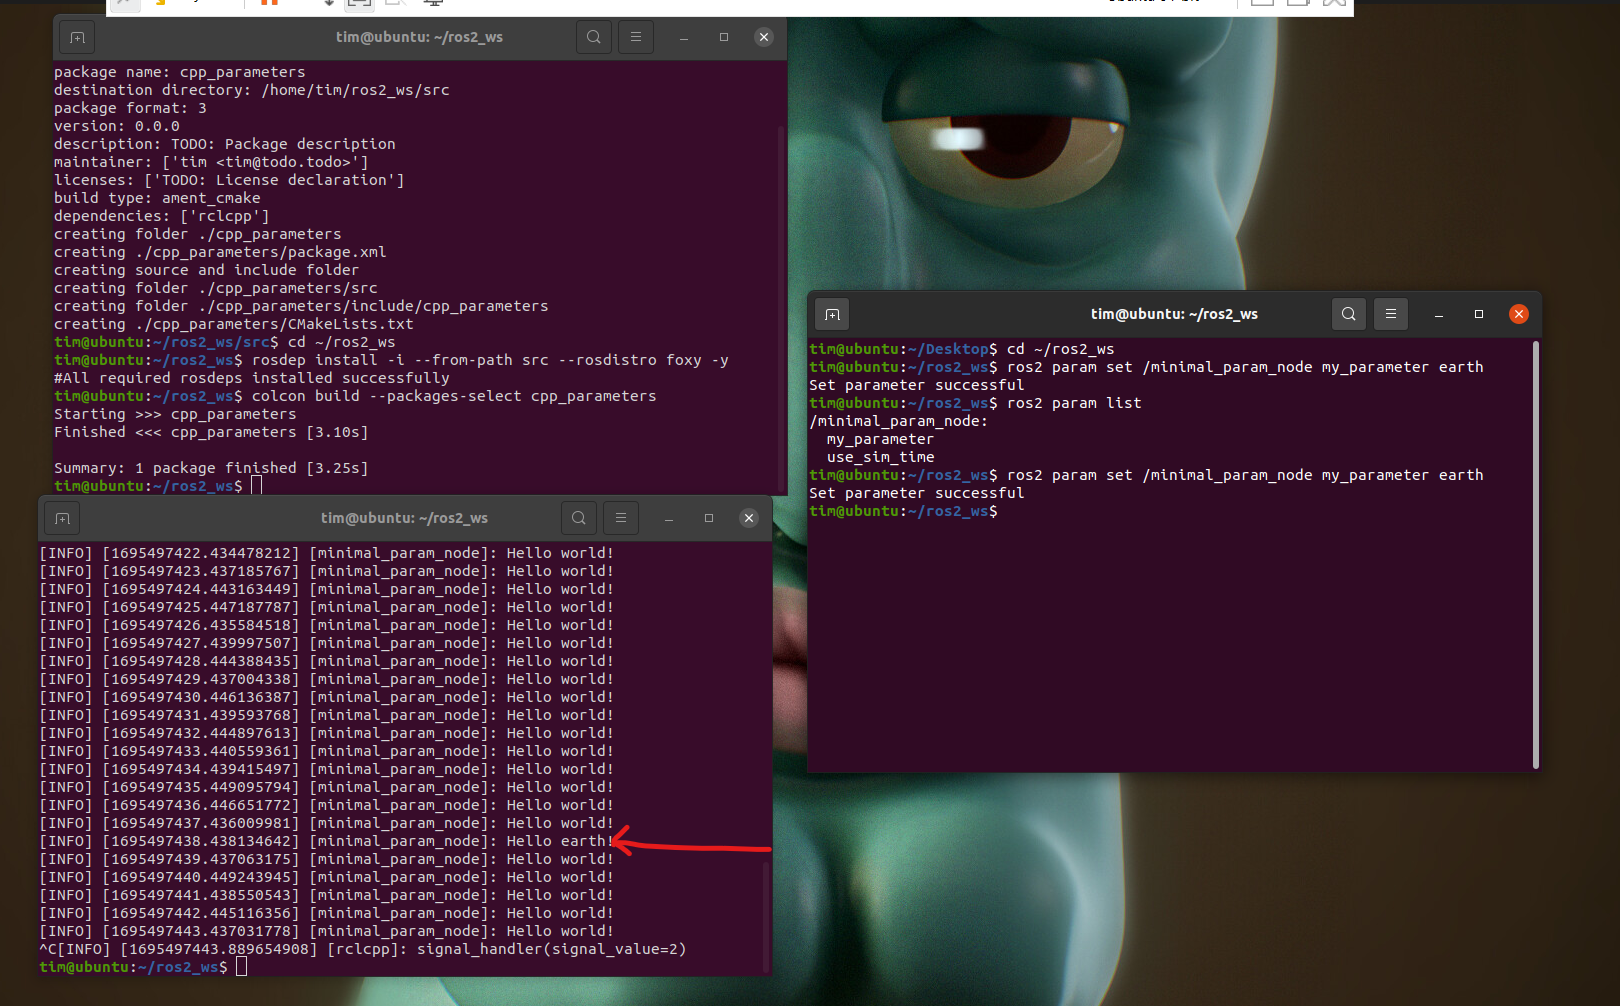 tim@ubuntu: ~/ros2_ws
package name: cpp_parameters
destination directory: /home/tim/ros2_ws/src
package format: 3
version: 0.0.0
description: TODO: Package description
maintainer: ['tim <tim@todo.todo>']
licenses: ['TODO: License declaration']
build type: ament_cmake
dependencies: ['rclcpp']
creating folder ./cpp_parameters
creating ./cpp_parameters/package.xml
creating source and include folder
creating folder ./cpp_parameters/src
creating folder ./cpp_parameters/include/cpp_parameters
creating ./cpp_parameters/CMakeLists.txt
tim@ubuntu:~/ros2_ws/src$ cd ~/ros2_ws
tim@ubuntu:~/ros2_ws$ rosdep install -i --from-path src --rosdistro foxy -y
#All required rosdeps installed successfully
tim@ubuntu:~/ros2_ws$ colcon build --packages-select cpp_parameters
Starting >>> cpp_parameters
Finished <<< cpp_parameters [3.10s]
Summary: 1 package finished [3.25s]
tim@ubuntu:~/ros2_ws$
tim@ubuntu: ~/ros2_ws
[INFO] [1695497422.434478212] [minimal_param_node]: Hello world!
[INFO] [1695497423.437185767] [minimal_param_node]: Hello world!
[INFO] [1695497424.443163449] [minimal_param_node]: Hello world!
[INFO] [1695497425.447187787] [minimal_param_node]: Hello world!
[INFO] [1695497426.435584518] [minimal_param_node]: Hello world!
[INFO] [1695497427.439997507] [minimal_param_node]: Hello world!
[INFO] [1695497428.444388435] [minimal_param_node]: Hello world!
[INFO] [1695497429.437004338] [minimal_param_node]: Hello world!
[INFO] [1695497430.446136387] [minimal_param_node]: Hello world!
[INFO] [1695497431.439593768] [minimal_param_node]: Hello world!
[INFO] [1695497432.444897613] [minimal_param_node]: Hello world!
[INFO] [1695497433.440559361] [minimal_param_node]: Hello world!
[INFO] [1695497434.439415497] [minimal_param_node]: Hello world!
[INFO] [1695497435.449095794] [minimal_param_node]: Hello world!
[INFO] [1695497436.446651772] [minimal_param_node]: Hello world!
[INFO] [1695497437.436009981] [minimal_param_node]: Hello world!
[INFO] [1695497438.438134642] [minimal_param_node]: Hello earth!
[INFO] [1695497439.437063175] [minimal_param_node]: Hello world!
[INFO] [1695497440.449243945] [minimal_param_node]: Hello world!
[INFO] [1695497441.438550543] [minimal_param_node]: Hello world!
[INFO] [1695497442.445116356] [minimal_param_node]: Hello world!
[INFO] [1695497443.437031778] [minimal_param_node]: Hello world!
^C[INFO] [1695497443.889654908] [rclcpp]: signal_handler(signal_value=2)
tim@ubuntu:~/ros2_ws$
tim@ubuntu: ~/ros2_ws
tim@ubuntu:~/Desktop$ cd ~/ros2_ws
tim@ubuntu:~/ros2_ws$ ros2 param set /minimal_param_node my_parameter earth
Set parameter successful
tim@ubuntu:~/ros2_ws$ ros2 param list
/minimal_param_node:
  my_parameter
  use_sim_time
tim@ubuntu:~/ros2_ws$ ros2 param set /minimal_param_node my_parameter earth
Set parameter successful
tim@ubuntu:~/ros2_ws$